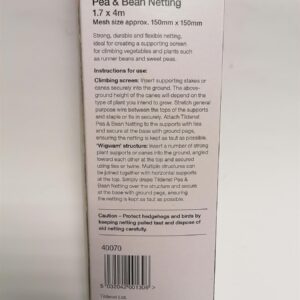 Pea & Bean Netting
1.7 x 4m
Mesh size approx. 150mm x 150mm
Strong, durable and flexible netting,
ideal for creating a supporting screen
for climbing vegetables and plants such
as runner beans and sweet peas.
Instructions for use:
Climbing screen: Insert supporting stakes or
canes securely into the ground. The above-
ground height of the canes will depend on the
type of plant you intend to grow. Stretch general
purpose wire between the tops of the supports
and staple or tie in securely. Attach Tildenet
Pea & Bean Netting to the supports with ties
and secure at the base with ground pegs,
ensuring the netting is kept as taut as possible.
'Wigwam' structure: Insert a number of strong
plant supports or canes into the ground, angled
toward each other at the top and secured
using ties or twine. Multiple structures can
be joined together with horizontal supports
at the top. Simply drape Tildenet Pea &
Bean Netting over the structure and secure at
the base with ground pegs, ensuring
the netting is kept as taut as possible.
Caution - Protect hedgehogs and birds by
keeping netting pulled taut and dispose of
old netting carefully.
40070
5 032042 001309 >
Tildenet Ltd.